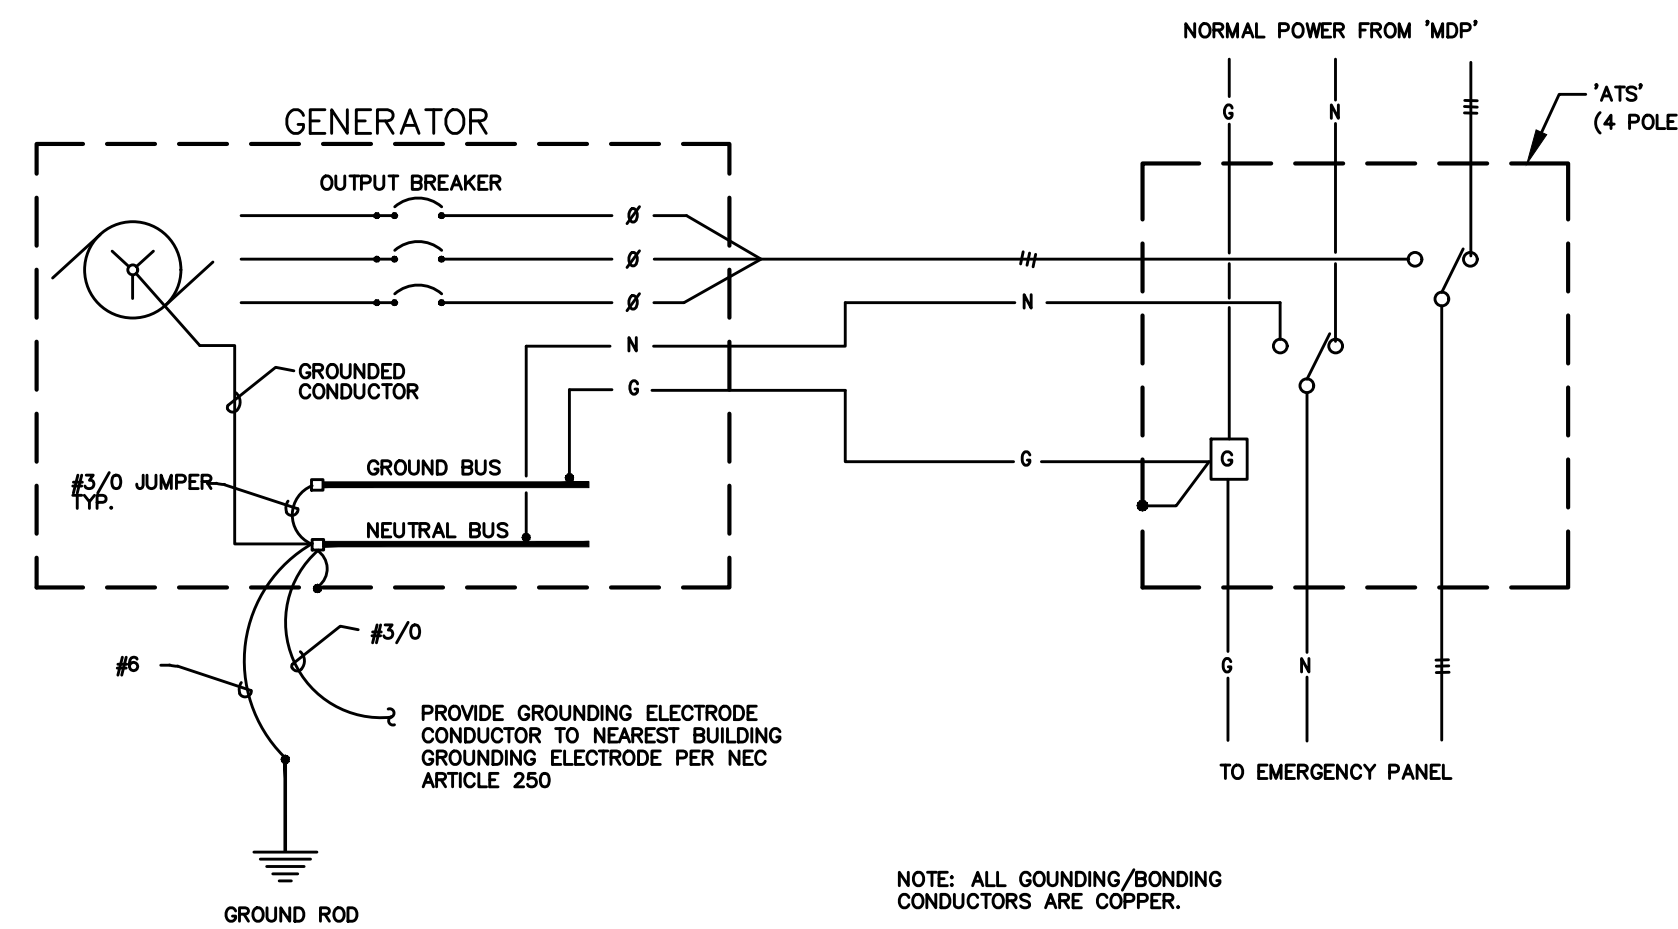 NORMAL POWER FROM 'MDP'
'ATS'
(4 POLE
G
N
GENERATOR
OUTPUT BREAKER
Ø
Ø
Ø
N
G
N
G
G
GROUNDED
CONDUCTOR
#3/0 JUMPER
TYP.
GROUND BUS
NEUTRAL BUS
#3/0
#6
PROVIDE GROUNDING ELECTRODE
CONDUCTOR TO NEAREST BUILDING
GROUNDING ELECTRODE PER NEC
ARTICLE 250
GROUND ROD
G
N
TO EMERGENCY PANEL
NOTE: ALL GOUNDING/BONDING
CONDUCTORS ARE COPPER.